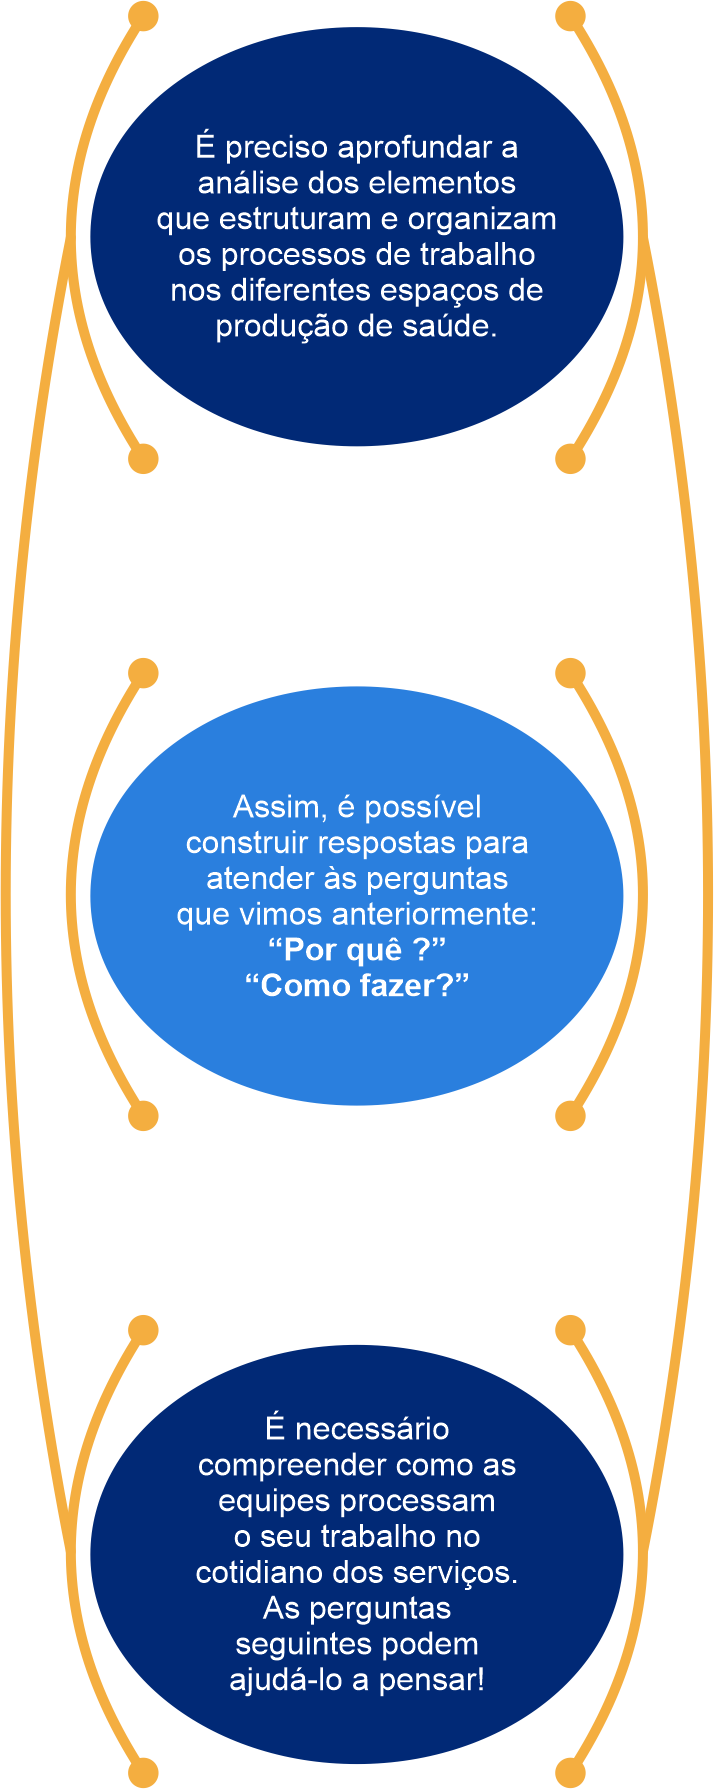 É preciso aprofundar a
análise dos elementos
que estruturam e organizam
os processos de trabalho
nos diferentes espaços de
produção de saúde.
Assim, é possível
construir respostas para
atender às perguntas
que vimos anteriormente:
“Por quê ?”
“Como fazer?”
É necessário
compreender como as
equipes processam
o seu trabalho no
cotidiano dos serviços.
As perguntas
seguintes podem
ajudá-lo a pensar!